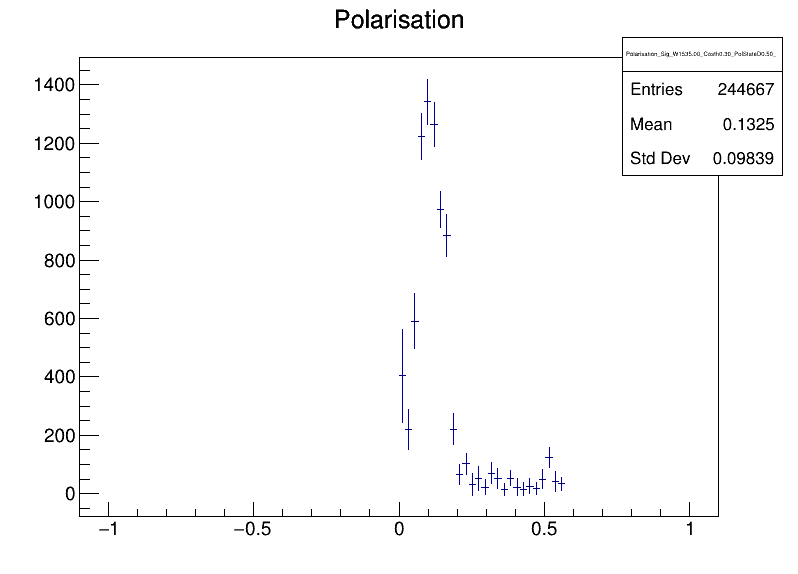 Polarisation
Polarisation_Sig_W1535.00_Costh0.30_PolStateD0.50_
Entries 244667
Mean 0.1325
Std Dev 0.09839
1400
1200
1000
800
600
400
200
0
−1 −0.5 0 0.5 1